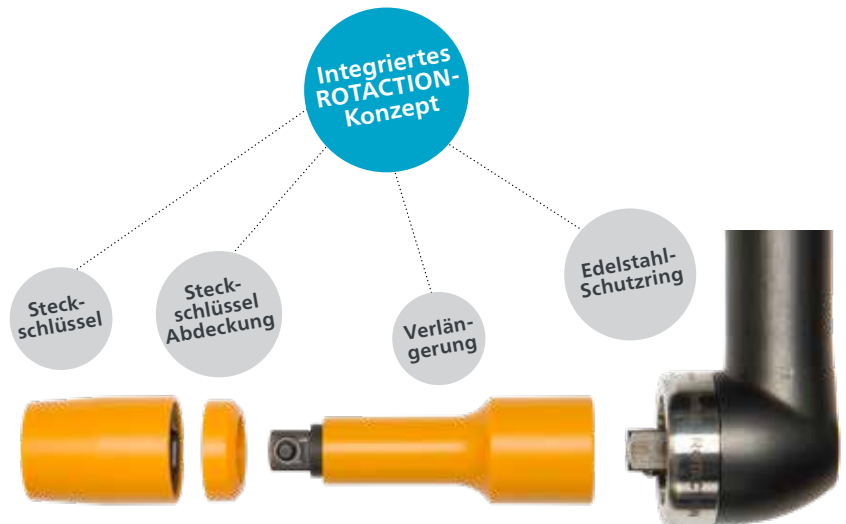 Integriertes
ROTACTION-
Konzept
Steck-
schlüssel
Steck-
schlüssel
Abdeckung
Verlän-
gerung
Edelstahl-
Schutzring